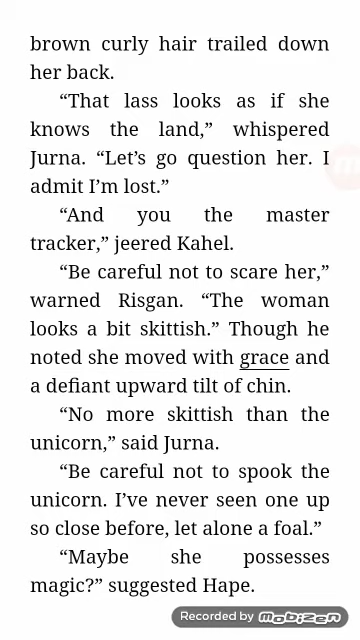 brown curly hair trailed down
her back.
“That lass looks as if she
knows the land,” whispered
Jurna. “Let’s go question her. I
admit I’m lost.”
“And you the master
tracker,” jeered Kahel.
“Be careful not to scare her,”
warned Risgan. “The woman
looks a bit skittish.” Though he
noted she moved with grace and
a defiant upward tilt of chin.
“No more skittish than the
unicorn,” said Jurna.
“Be careful not to spook the
unicorn. I’ve never seen one up
so close before, let alone a foal.”
“Maybe she possesses
magic?” suggested Hape.
Recorded by mobizen